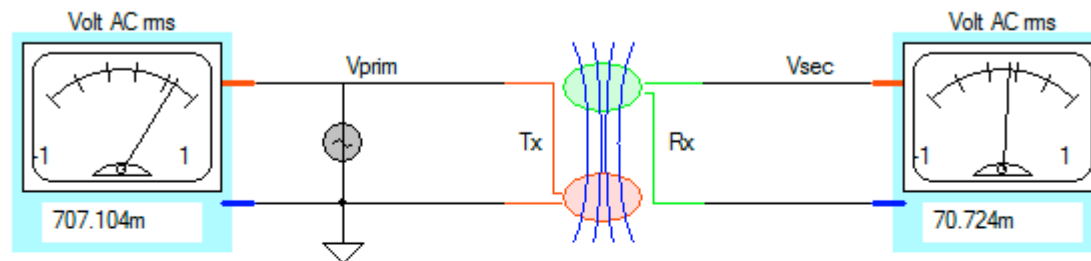 Volt AC rms
Volt AC rms
Vprim
Vsec
Tx
Rx
-1
1
-1
1
707.104m
70.724m